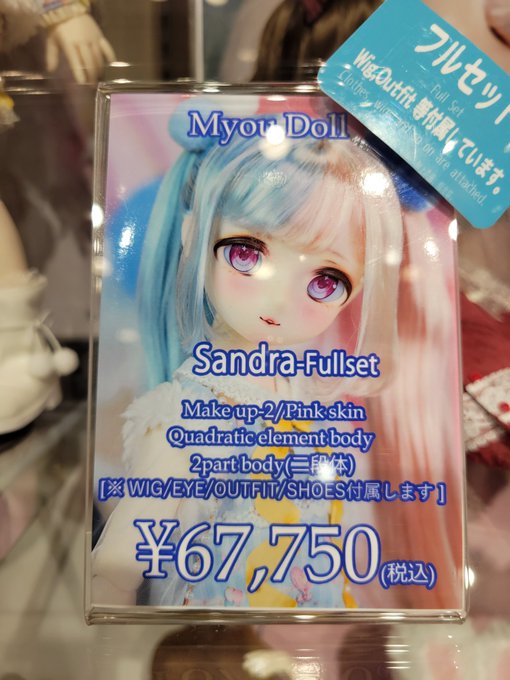 Myou Doll
Sandra-Fullset
Make up-2/Pink skin
Quadratic element body
2part body(二段体)
[※ WIG/EYE/OUTFIT/SHOES付属します]
¥67,750(税込)
フルセット
Full Set
Wig,Outfit 等付属しています。